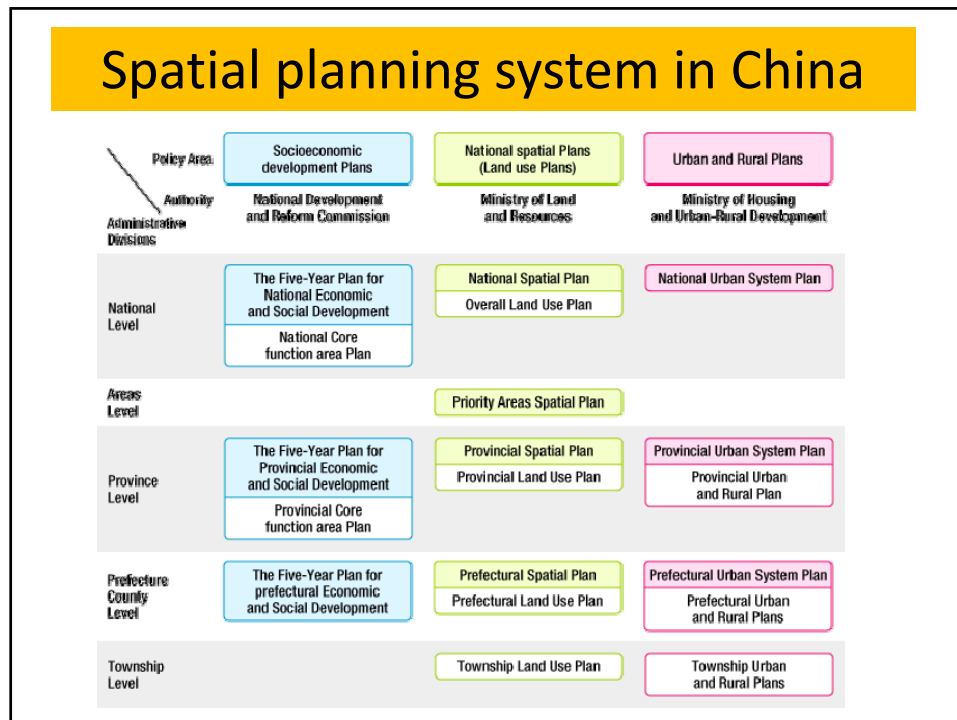 Spatial planning system in China
Policy Area
Socioeconomic
development Plans
National spatial Plans
(Land use Plans)
Urban and Rural Plans
Authority
Administrative
Divisions
National Development
and Reform Commission
Ministry of Land
and Resources
Ministry of Housing
and Urban-Rural Development
National
Level
The Five-Year Plan for
National Economic
and Social Development
National Core
function area Plan
National Spatial Plan
Overall Land Use Plan
National Urban System Plan
Areas
Level
Priority Areas Spatial Plan
Province
Level
The Five-Year Plan for
Provincial Economic
and Social Development
Provincial Core
function area Plan
Provincial Spatial Plan
Provincial Land Use Plan
Provincial Urban System Plan
Provincial Urban
and Rural Plan
Prefecture
County
Level
The Five-Year Plan for
prefectural Economic
and Social Development
Prefectural Spatial Plan
Prefectural Land Use Plan
Prefectural Urban System Plan
Prefectural Urban
and Rural Plans
Township
Level
Township Land Use Plan
Township Urban
and Rural Plans